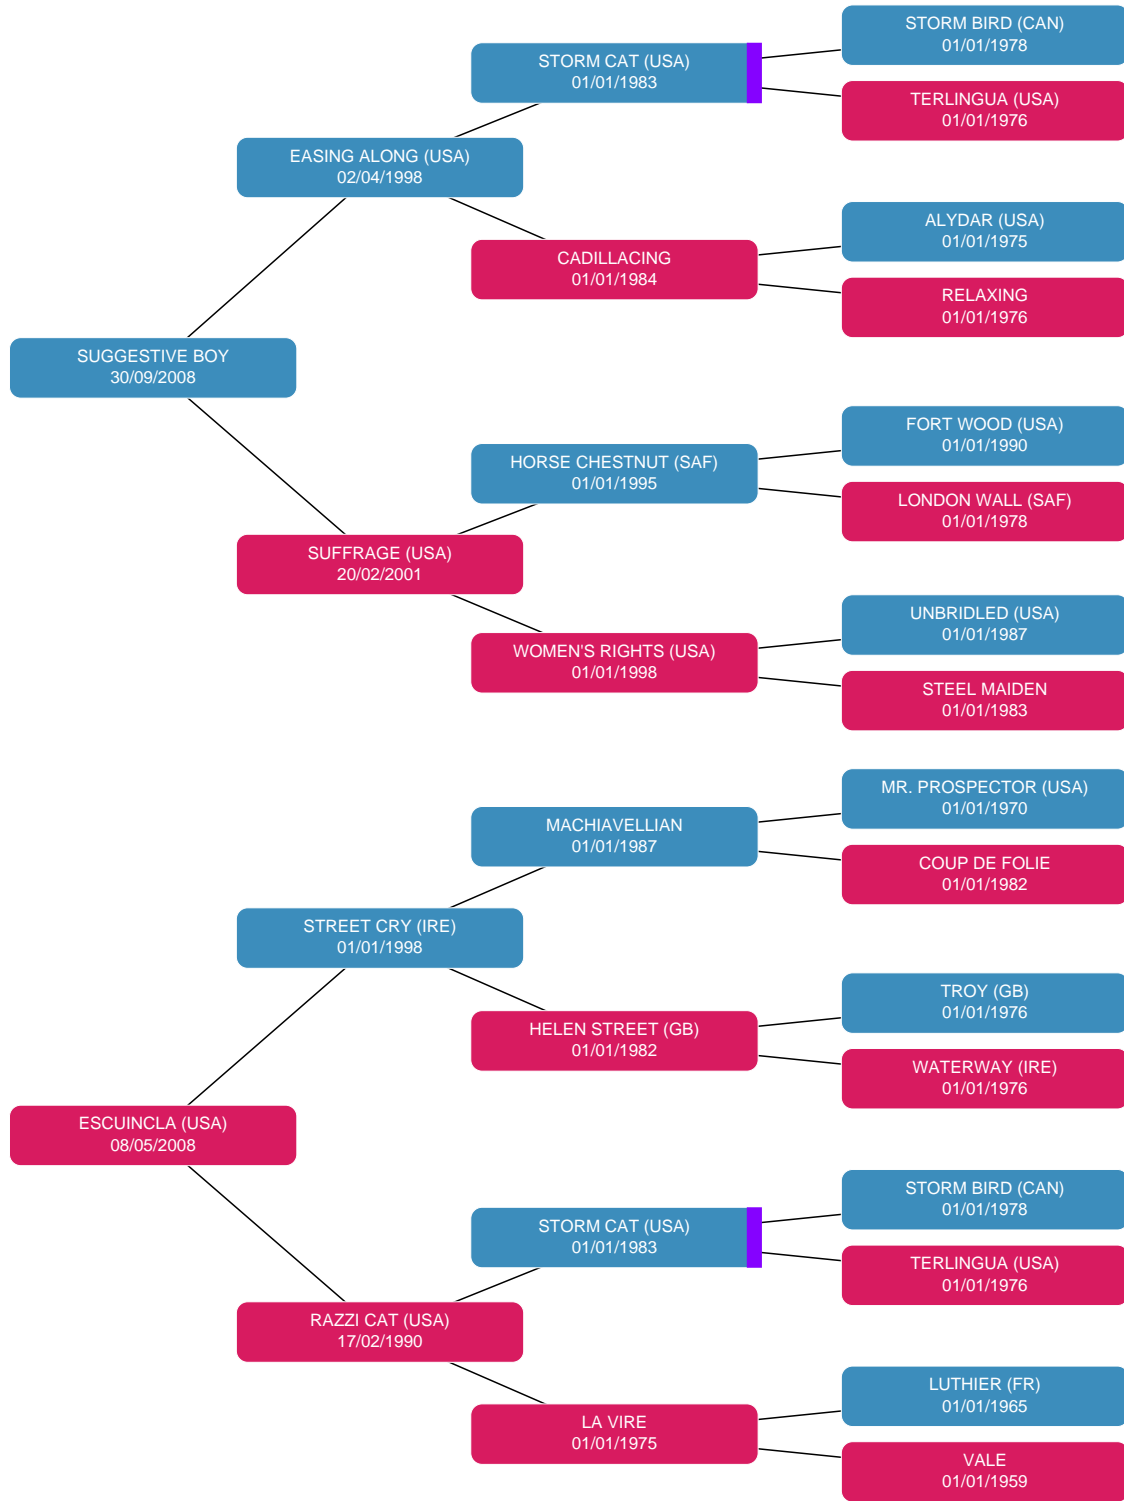 STORM BIRD (CAN)
01/01/1978
STORM CAT (USA)
01/01/1983
TERLINGUA (USA)
01/01/1976
EASING ALONG (USA)
02/04/1998
ALYDAR (USA)
01/01/1975
CADILLACING
01/01/1984
RELAXING
01/01/1976
SUGGESTIVE BOY
30/09/2008
FORT WOOD (USA)
01/01/1990
HORSE CHESTNUT (SAF)
01/01/1995
LONDON WALL (SAF)
01/01/1978
SUFFRAGE (USA)
20/02/2001
UNBRIDLED (USA)
01/01/1987
WOMEN'S RIGHTS (USA)
01/01/1998
STEEL MAIDEN
01/01/1983
MR. PROSPECTOR (USA)
01/01/1970
MACHIAVELLIAN
01/01/1987
COUP DE FOLIE
01/01/1982
STREET CRY (IRE)
01/01/1998
TROY (GB)
01/01/1976
HELEN STREET (GB)
01/01/1982
WATERWAY (IRE)
01/01/1976
ESCUINCLA (USA)
08/05/2008
STORM BIRD (CAN)
01/01/1978
STORM CAT (USA)
01/01/1983
TERLINGUA (USA)
01/01/1976
RAZZI CAT (USA)
17/02/1990
LUTHIER (FR)
01/01/1965
LA VIRE
01/01/1975
VALE
01/01/1959